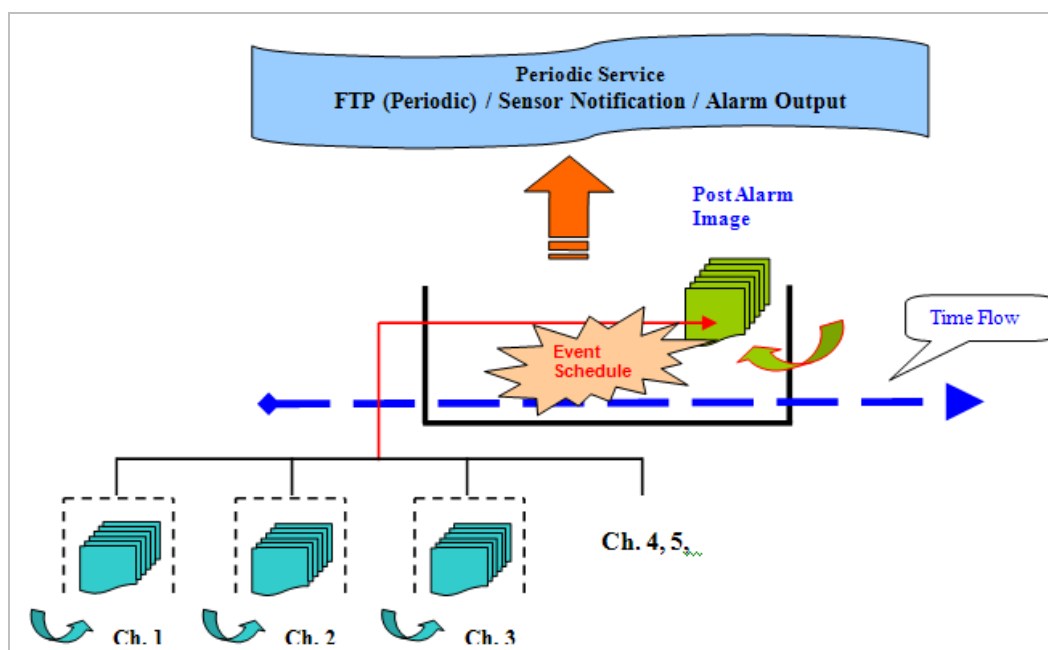 Periodic Service
FTP (Periodic) / Sensor Notification / Alarm Output
Post Alarm
Image
Time Flow
Event
Schedule
Ch. 4, 5,
Ch. 1
Ch. 2
Ch. 3